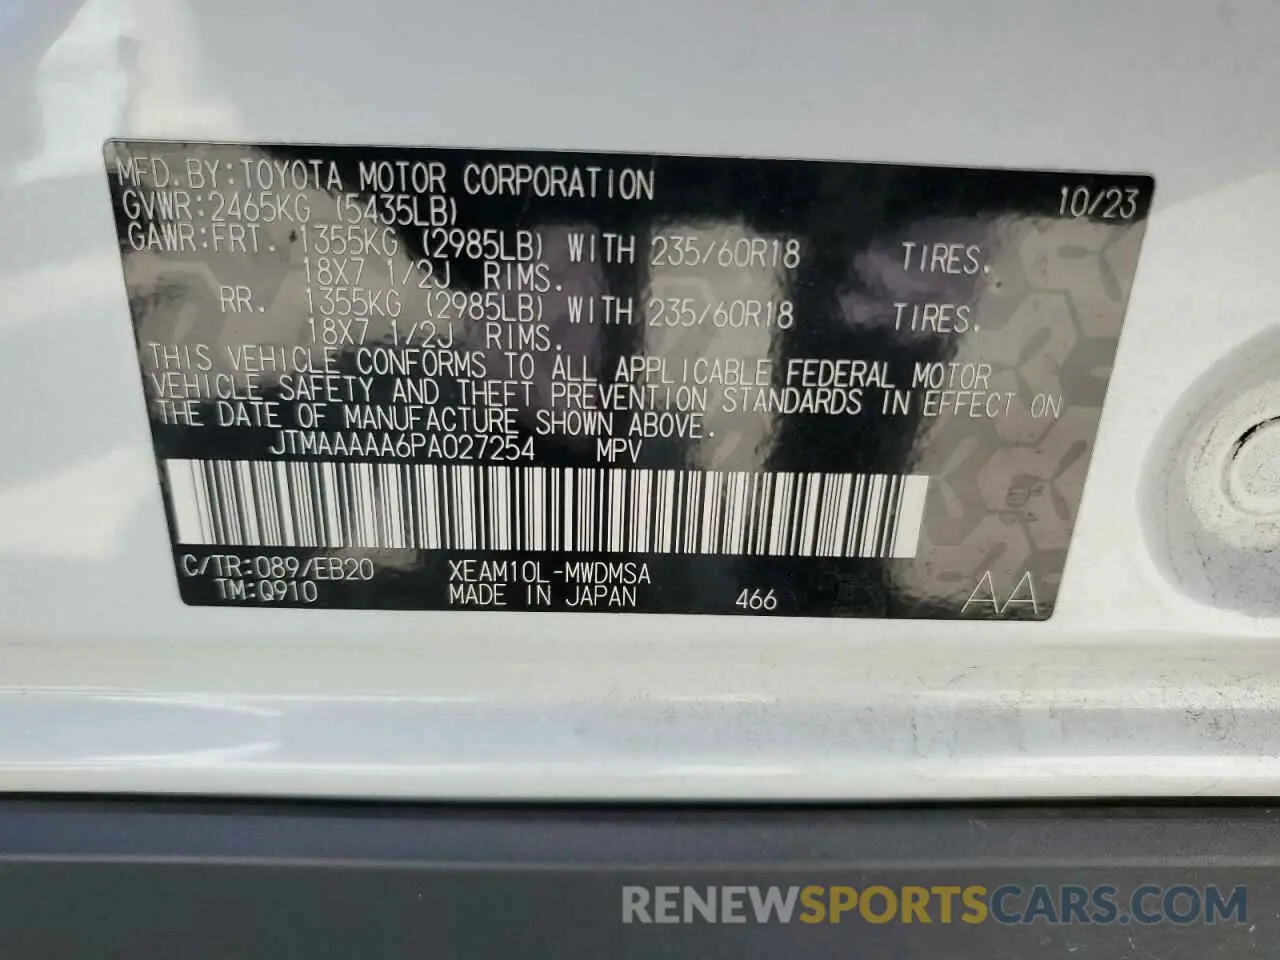 MFD. BY: TOYOTA MOTOR CORPORATION 10/23
GVWR: 2465KG (5435LB)
GAWR: FRT. 1355KG (2985LB) WITH 235/60R18 TIRES.
18X7 1/2J RIMS.
RR. 1355KG (2985LB) WITH 235/60R18 TIRES.
18X7 1/2J RIMS.
THIS VEHICLE CONFORMS TO ALL APPLICABLE FEDERAL MOTOR
VEHICLE SAFETY AND THEFT PREVENTION STANDARDS IN EFFECT ON
THE DATE OF MANUFACTURE SHOWN ABOVE.
JTMAAAAA6PA027254 MPV
C/TR: 089/EB20 XEAM10L-MWDMSA
TM: Q910 MADE IN JAPAN 466 AA
RENEWSPORTSCARS.COM